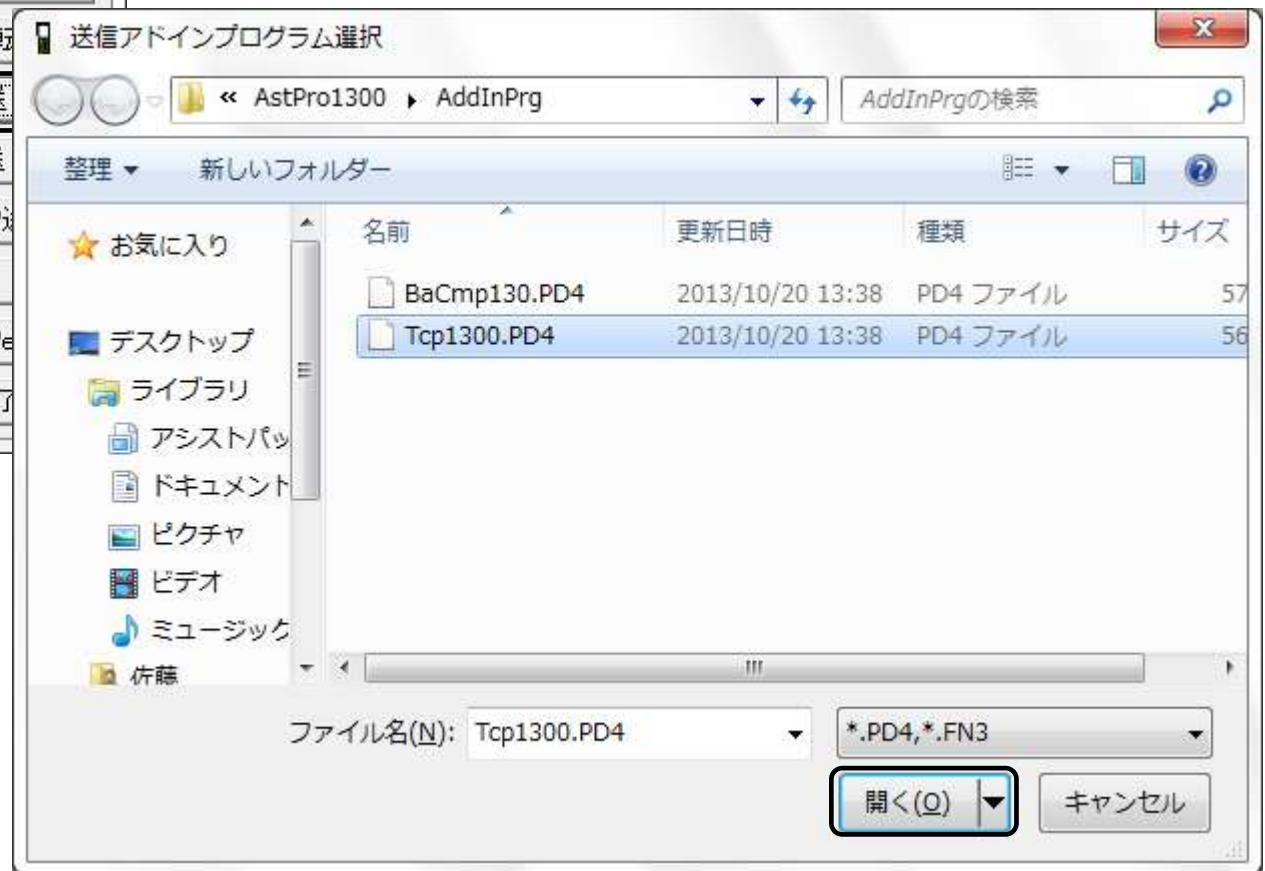 送信アドインプログラム選択
« AstPro1300 ▸ AddInPrg
AddInPrgの検索
整理 ▼ 新しいフォルダー
お気に入り
デスクトップ
ライブラリ
アシストパッ
ドキュメント
ピクチャ
ビデオ
ミュージック
佐藤
名前 更新日時 種類 サイズ
BaCmp130.PD4 2013/10/20 13:38 PD4 ファイル 57
Tcp1300.PD4 2013/10/20 13:38 PD4 ファイル 56
ファイル名(N): Tcp1300.PD4 *.PD4,*.FN3
開く(O) キャンセル